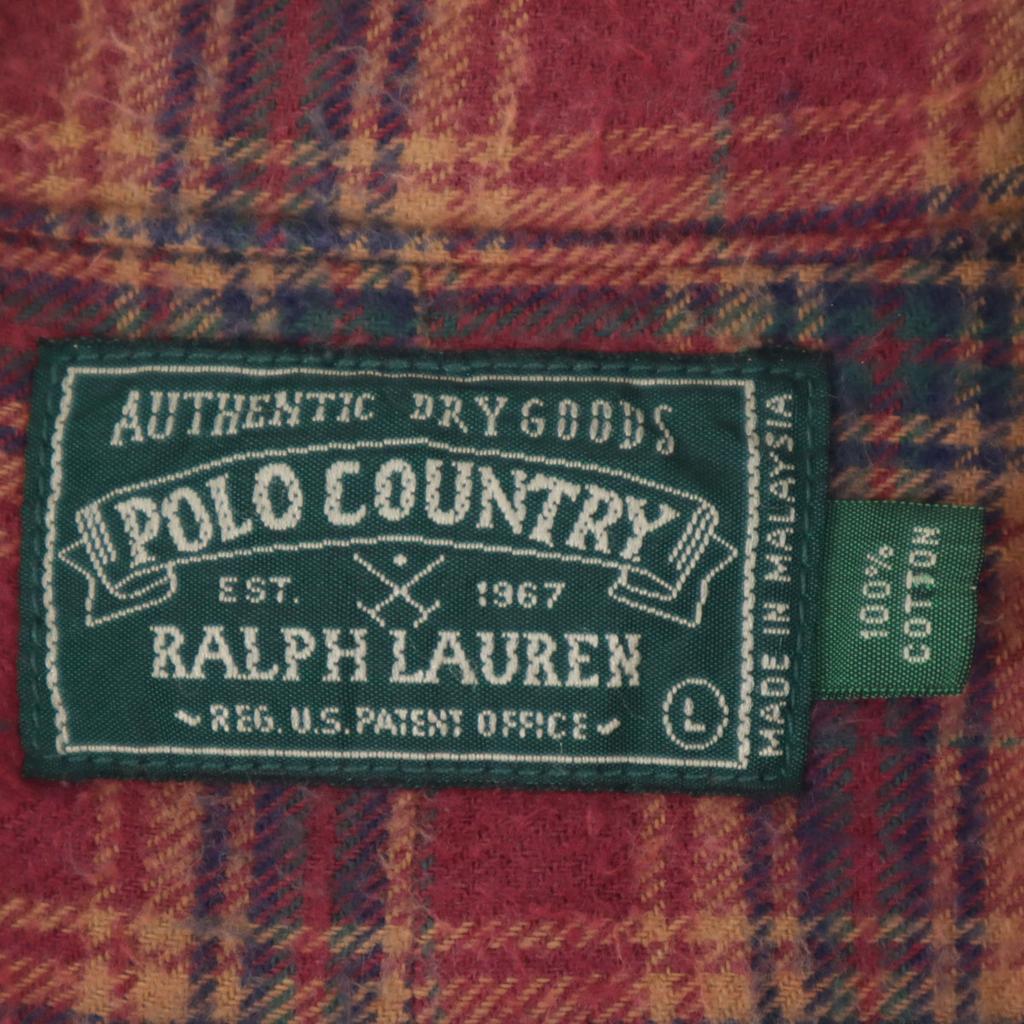 AUTHENTIC DRY GOODS
POLO COUNTRY
EST. 1967
RALPH LAUREN
REG. U.S. PATENT OFFICE
L
MADE IN MALAYSIA
100%
COTTON